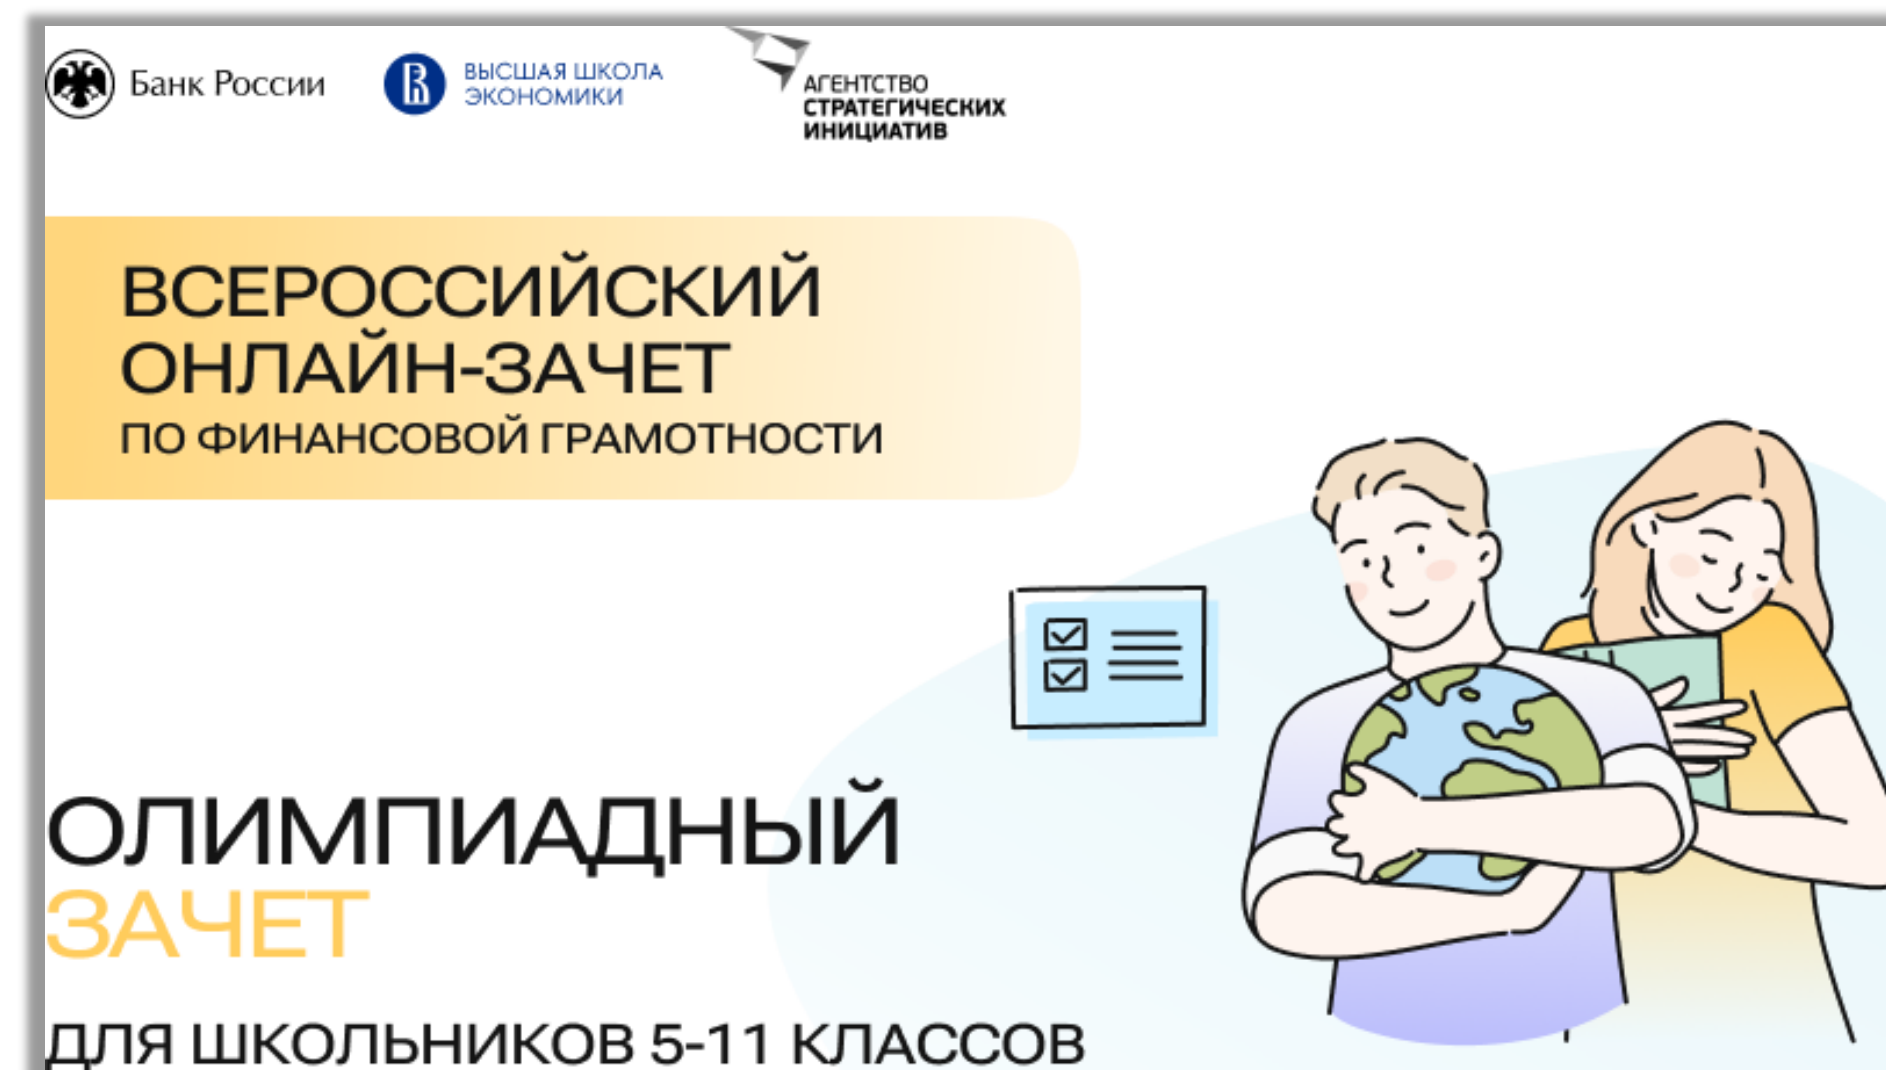 Банк России
ВЫСШАЯ ШКОЛА
ЭКОНОМИКИ
АГЕНТСТВО
СТРАТЕГИЧЕСКИХ
ИНИЦИАТИВ
ВСЕРОССИЙСКИЙ
ОНЛАЙН-ЗАЧЕТ
ПО ФИНАНСОВОЙ ГРАМОТНОСТИ
ОЛИМПИАДНЫЙ
ЗАЧЕТ
ДЛЯ ШКОЛЬНИКОВ 5-11 КЛАССОВ